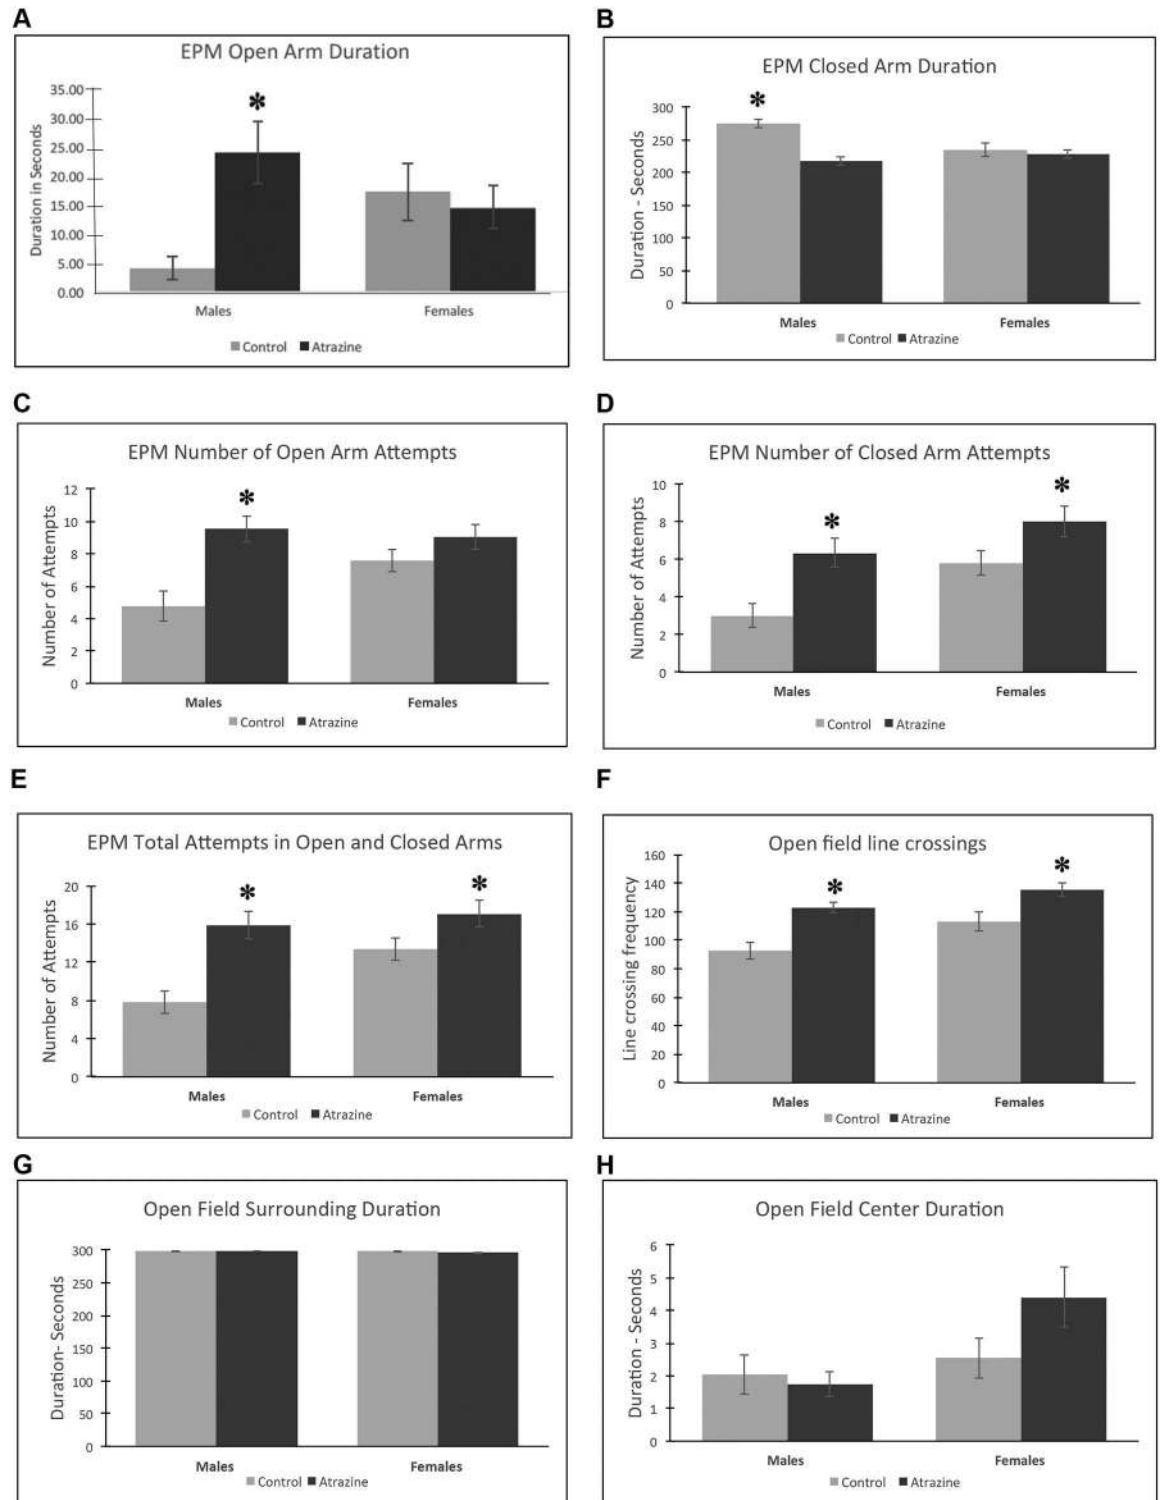 A
EPM Open Arm Duration
Duration in Seconds
35.00
30.00
25.00
20.00
15.00
10.00
5.00
0.00
*
Males
Females
Control Atrazine
B
EPM Closed Arm Duration
Duration - Seconds
300
250
200
150
100
50
0
*
Males
Females
Control Atrazine
C
EPM Number of Open Arm Attempts
Number of Attempts
12
10
8
6
4
2
0
*
Males
Females
Control Atrazine
D
EPM Number of Closed Arm Attempts
Number of Attempts
10
8
6
4
2
0
*
*
Males
Females
Control Atrazine
E
EPM Total Attempts in Open and Closed Arms
Number of Attempts
20
16
12
8
4
0
*
*
Males
Females
Control Atrazine
F
Open field line crossings
Line crossing frequency
160
140
120
100
80
60
40
20
0
*
*
Males
Females
Control Atrazine
G
Open Field Surrounding Duration
Duration- Seconds
300
250
200
150
100
50
0
Males
Females
Control Atrazine
H
Open Field Center Duration
Duration - Seconds
6
5
4
3
2
1
0
Males
Females
Control Atrazine